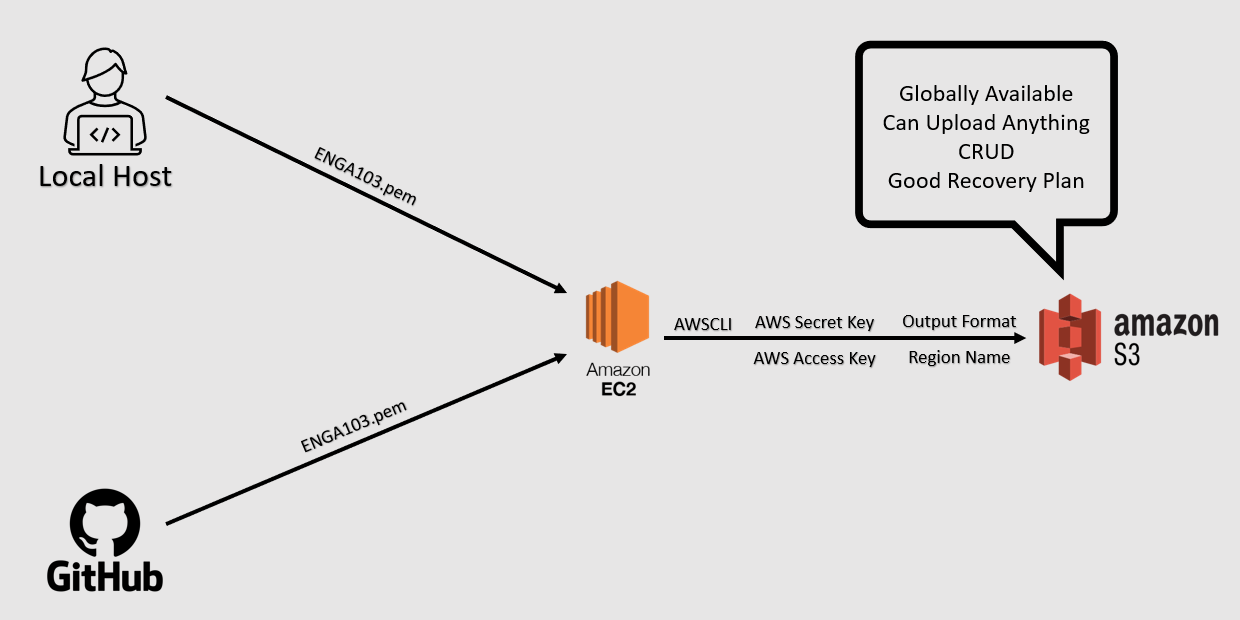 Globally Available
Can Upload Anything
CRUD
Good Recovery Plan
</>
Local Host
ENGA103.pem
AWSCLI
AWS Secret Key
Output Format
AWS Access Key
Region Name
Amazon
EC2
amazon
S3
ENGA103.pem
GitHub